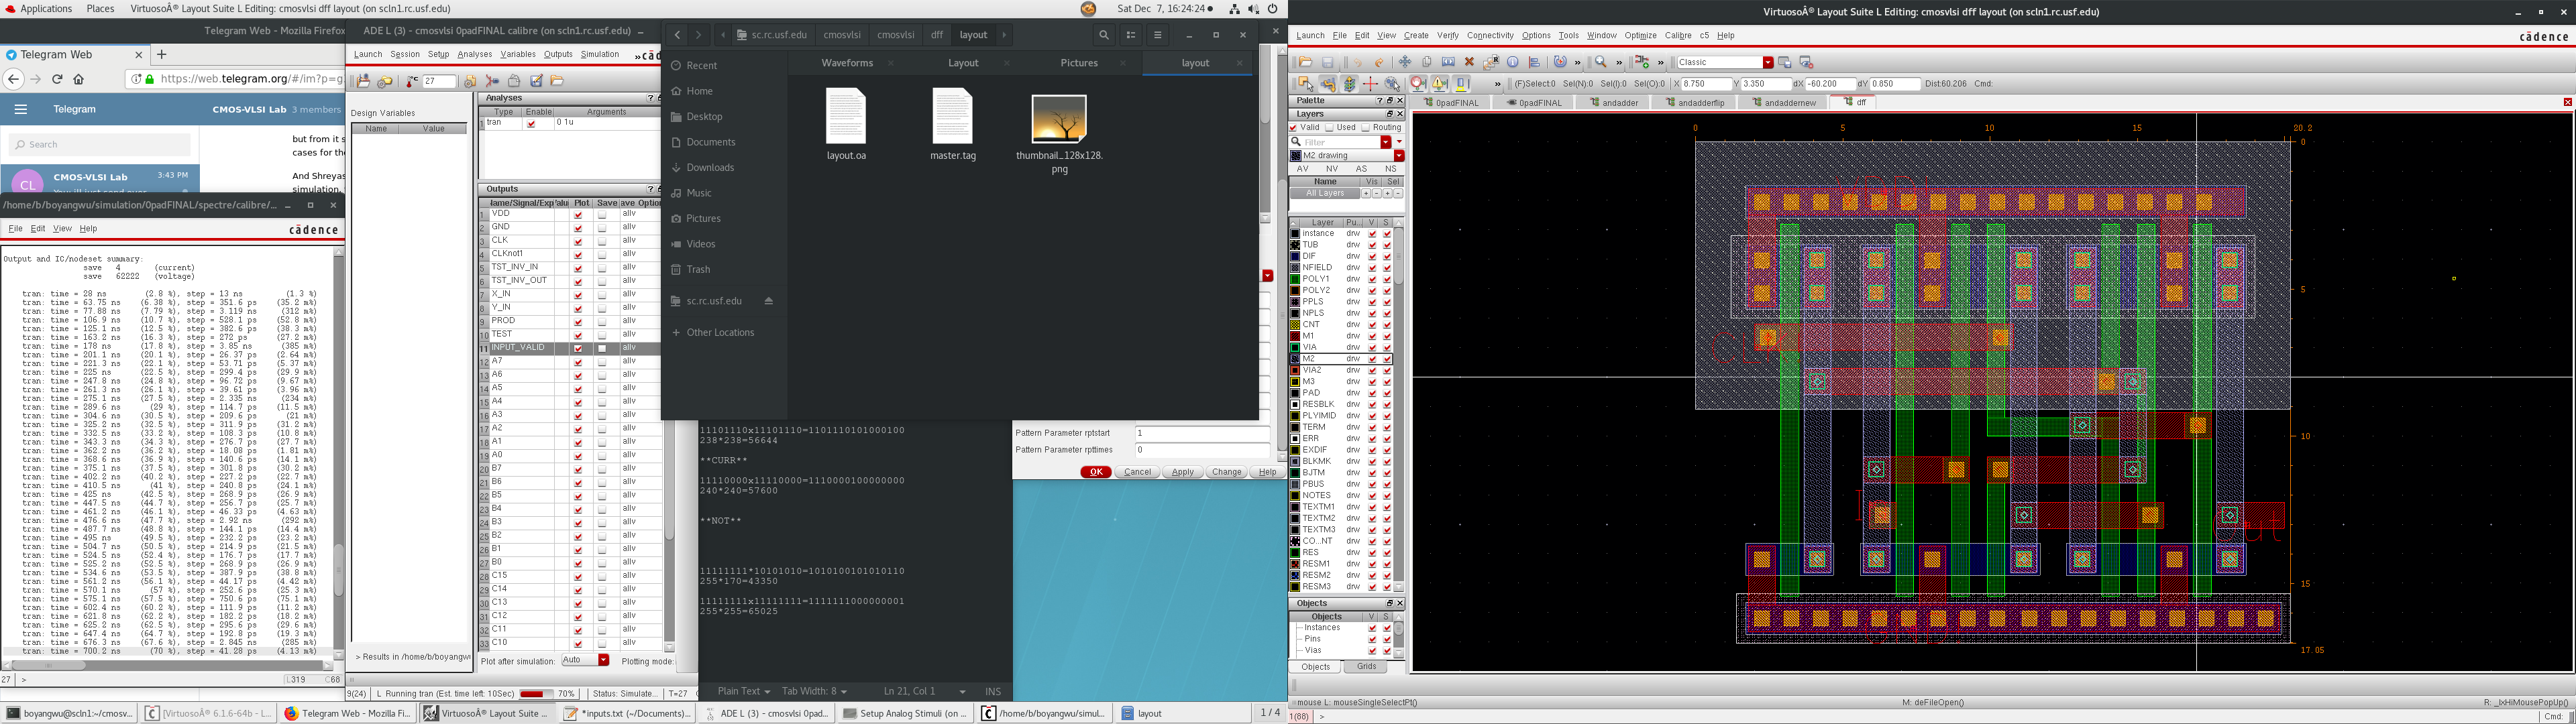 Applications Places VirtuosoÂ® Layout Suite L Editing: cmosvlsi dff layout (on scln1.rc.usf.edu)
Sat Dec 7, 16:24:24
Telegram Web - Mozilla Firefox
Telegram Web
https://web.telegram.org/#/im?p=g
Telegram CMOS-VLSI Lab 3 members
Search
CMOS-VLSI Lab 3:43 PM
CL
but from it s
cases for the
And Shreyas
simulation,
/home/b/boyangwu/simulation/0padFINAL/spectre/calibre/...
File Edit View Help cādence
Output and IC/nodeset summary:
save 4 (current)
save 62222 (voltage)
tran: time = 28 ns (2.8 %), step = 13 ns (1.3 %)
tran: time = 63.75 ns (6.38 %), step = 351.6 ps (35.2 m%)
tran: time = 77.88 ns (7.79 %), step = 3.119 ns (312 m%)
tran: time = 106.9 ns (10.7 %), step = 528.1 ps (52.8 m%)
tran: time = 125.1 ns (12.5 %), step = 382.6 ps (38.3 m%)
tran: time = 163.2 ns (16.3 %), step = 272 ps (27.2 m%)
tran: time = 178 ns (17.8 %), step = 3.85 ns (385 m%)
tran: time = 201.1 ns (20.1 %), step = 26.37 ps (2.64 m%)
tran: time = 221.3 ns (22.1 %), step = 53.71 ps (5.37 m%)
tran: time = 225 ns (22.5 %), step = 299.4 ps (29.9 m%)
tran: time = 247.8 ns (24.8 %), step = 96.72 ps (9.67 m%)
tran: time = 261.3 ns (26.1 %), step = 39.61 ps (3.96 m%)
tran: time = 275.1 ns (27.5 %), step = 2.335 ns (234 m%)
tran: time = 289.6 ns (29 %), step = 114.7 ps (11.5 m%)
tran: time = 304.6 ns (30.5 %), step = 209.6 ps (21 m%)
tran: time = 325.2 ns (32.5 %), step = 311.9 ps (31.2 m%)
tran: time = 332.5 ns (33.2 %), step = 108.3 ps (10.8 m%)
tran: time = 343.3 ns (34.3 %), step = 276.7 ps (27.7 m%)
tran: time = 362.2 ns (36.2 %), step = 18.08 ps (1.81 m%)
tran: time = 368.6 ns (36.9 %), step = 140.6 ps (14.1 m%)
tran: time = 375.1 ns (37.5 %), step = 301.8 ps (30.2 m%)
tran: time = 402.2 ns (40.2 %), step = 227.2 ps (22.7 m%)
tran: time = 410.5 ns (41 %), step = 240.8 ps (24.1 m%)
tran: time = 425 ns (42.5 %), step = 268.9 ps (26.9 m%)
tran: time = 447.5 ns (44.7 %), step = 256.7 ps (25.7 m%)
tran: time = 461.2 ns (46.1 %), step = 46.33 ps (4.63 m%)
tran: time = 476.6 ns (47.7 %), step = 2.92 ns (292 m%)
tran: time = 487.7 ns (48.8 %), step = 144.1 ps (14.4 m%)
tran: time = 495 ns (49.5 %), step = 232.2 ps (23.2 m%)
tran: time = 504.7 ns (50.5 %), step = 214.9 ps (21.5 m%)
tran: time = 524.5 ns (52.4 %), step = 176.7 ps (17.7 m%)
tran: time = 525.2 ns (52.5 %), step = 268.9 ps (26.9 m%)
tran: time = 534.6 ns (53.5 %), step = 387.9 ps (38.8 m%)
tran: time = 561.2 ns (56.1 %), step = 44.17 ps (4.42 m%)
tran: time = 570.1 ns (57 %), step = 252.6 ps (25.3 m%)
tran: time = 575.1 ns (57.5 %), step = 750.6 ps (75.1 m%)
tran: time = 602.4 ns (60.2 %), step = 111.9 ps (11.2 m%)
tran: time = 621.8 ns (62.2 %), step = 182.2 ps (18.2 m%)
tran: time = 625.2 ns (62.5 %), step = 295.6 ps (29.6 m%)
tran: time = 647.4 ns (64.7 %), step = 192.8 ps (19.3 m%)
tran: time = 676.3 ns (67.6 %), step = 2.845 ns (285 m%)
tran: time = 700.2 ns (70 %), step = 41.28 ps (4.13 m%)
27 > L319 C68
ADE L (3) - cmosvlsi 0padFINAL calibre (on scln1.rc.usf.edu)
Launch Session Setup Analyses Variables Outputs Simulation » cāde
27
Design Variables
Name Value
> Results in /home/b/boyangwu
Analyses
Type Enable Arguments
1 tran 0 1u
Outputs
Plot Save
1 VDD allv
2 GND allv
3 CLK allv
4 CLKnot1 allv
5 TST_INV_IN allv
6 TST_INV_OUT allv
7 X_IN allv
8 Y_IN allv
9 PROD allv
10 TEST allv
11 INPUT_VALID allv
12 A7 allv
13 A6 allv
14 A5 allv
15 A4 allv
16 A3 allv
17 A2 allv
18 A1 allv
19 A0 allv
20 B7 allv
21 B6 allv
22 B5 allv
23 B4 allv
24 B3 allv
25 B2 allv
26 B1 allv
27 B0 allv
28 C15 allv
29 C14 allv
30 C13 allv
31 C12 allv
32 C11 allv
33 C10 allv
Plot after simulation: Auto Plotting mode:
9(24) L Running tran (Est. time left: 10Sec) 70% Status: Simulate... T=27
sc.rc.usf.edu cmosvlsi cmosvlsi dff layout
Waveforms Layout Pictures layout
Recent
Home
Desktop
Documents
Downloads
Music
Pictures
Videos
Trash
sc.rc.usf.edu
Other Locations
layout.oa
master.tag
thumbnail_128x128.
png
11101110x11101110=1101110101000100
238*238=56644
**CURR**
11110000x11110000=1110000100000000
240*240=57600
**NOT**
11111111*10101010=1010100101010110
255*170=43350
11111111x11111111=1111111000000001
255*255=65025
Plain Text Tab Width: 8 Ln 21, Col 1 INS
Pattern Parameter rptstart 1
Pattern Parameter rpttimes 0
OK Cancel Apply Change Help
boyangwu@scln1:~/cmosv... [VirtuosoÂ® 6.1.6-64b - L... Telegram Web - Mozilla Fi... VirtuosoÂ® Layout Suite ... *inputs.txt (~/Documents)... ADE L (3) - cmosvlsi 0pad... Setup Analog Stimuli (on ... /home/b/boyangwu/simul... layout 1 / 4
VirtuosoÂ® Layout Suite L Editing: cmosvlsi dff layout (on scln1.rc.usf.edu)
Launch File Edit View Create Verify Connectivity Options Tools Window Optimize Calibre c5 Help cādence
Classic
(F)Select:0 Sel(N):0 Sel(I):0 Sel(O):0 X 8.750 Y 3.350 dX -60.200 dY 0.850 Dist:60.206 Cmd:
0padFINAL 0padFINAL andadder andadderflip andaddernew dff
Palette
Layers
Valid Used Routing
Filter
M2 drawing
AV NV AS NS
Name Vis Sel
All Layers
Layer Pu.. V S
instance drw
TUB drw
DIF drw
NFIELD drw
POLY1 drw
POLY2 drw
PPLS drw
NPLS drw
CNT drw
M1 drw
VIA drw
M2 drw
VIA2 drw
M3 drw
PAD drw
RESBLK drw
PLYIMID drw
TERM drw
ERR drw
EXDIF drw
BLKMK drw
BJTM drw
PBUS drw
NOTES drw
TEXTM1 drw
TEXTM2 drw
TEXTM3 drw
CO...NT drw
RES drw
RESM1 drw
RESM2 drw
RESM3 drw
Objects
Objects V S
Instances
Pins
Vias
Objects Grids
0 5 10 15 20.2
0
5
10
15
17.05
Out
mouse L: mouseSingleSelectPt() M: deFileOpen() R: _lxHiMousePopUp()
1(88) > Cmd: